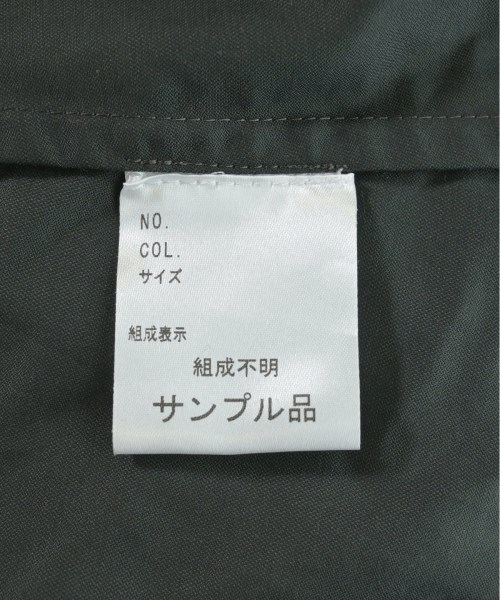 NO.
COL.
サイズ
組成表示
組成不明
サンプル品